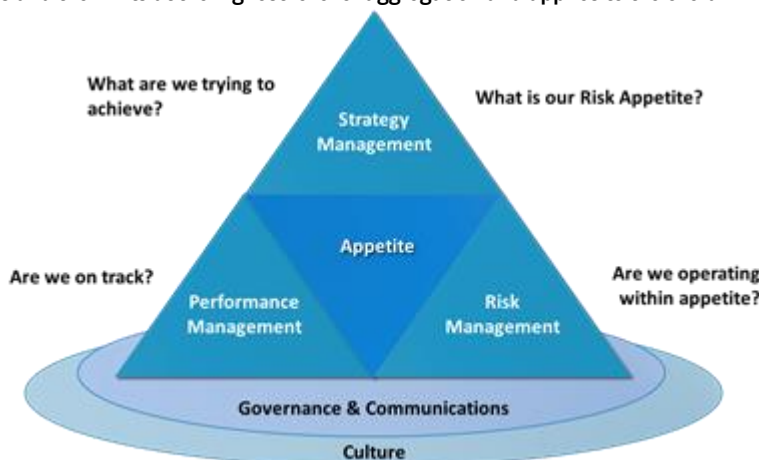 What are we trying to
achieve?
What is our Risk Appetite?
Strategy
Management
Appetite
Are we on track?
Are we operating
within appetite?
Performance
Management
Risk
Management
Governance & Communications
Culture